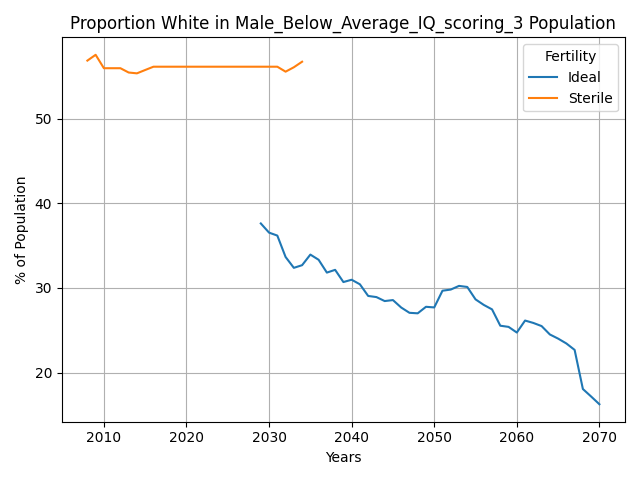 Proportion White in Male_Below_Average_IQ_scoring_3 Population
Fertility
Ideal
Sterile
% of Population
50
40
30
20
2010 2020 2030 2040 2050 2060 2070
Years